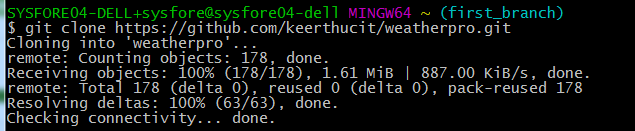 SYSFORE04-DELL+sysfore@sysfore04-dell MINGW64 ~ (first_branch)
$ git clone https://github.com/keerthucit/weatherpro.git
Cloning into 'weatherpro'...
remote: Counting objects: 178, done.
Receiving objects: 100% (178/178), 1.61 MiB | 887.00 KiB/s, done.
remote: Total 178 (delta 0), reused 0 (delta 0), pack-reused 178
Resolving deltas: 100% (63/63), done.
Checking connectivity... done.